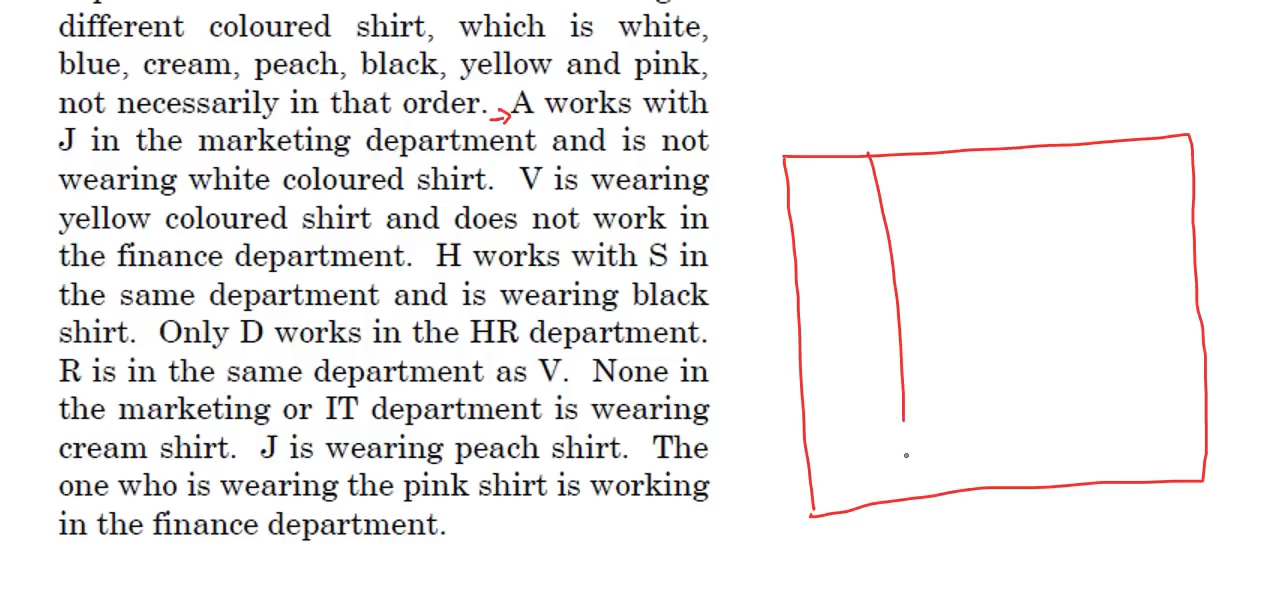 different coloured shirt, which is white,
blue, cream, peach, black, yellow and pink,
not necessarily in that order. A works with
J in the marketing department and is not
wearing white coloured shirt. V is wearing
yellow coloured shirt and does not work in
the finance department. H works with S in
the same department and is wearing black
shirt. Only D works in the HR department.
R is in the same department as V. None in
the marketing or IT department is wearing
cream shirt. J is wearing peach shirt. The
one who is wearing the pink shirt is working
in the finance department.